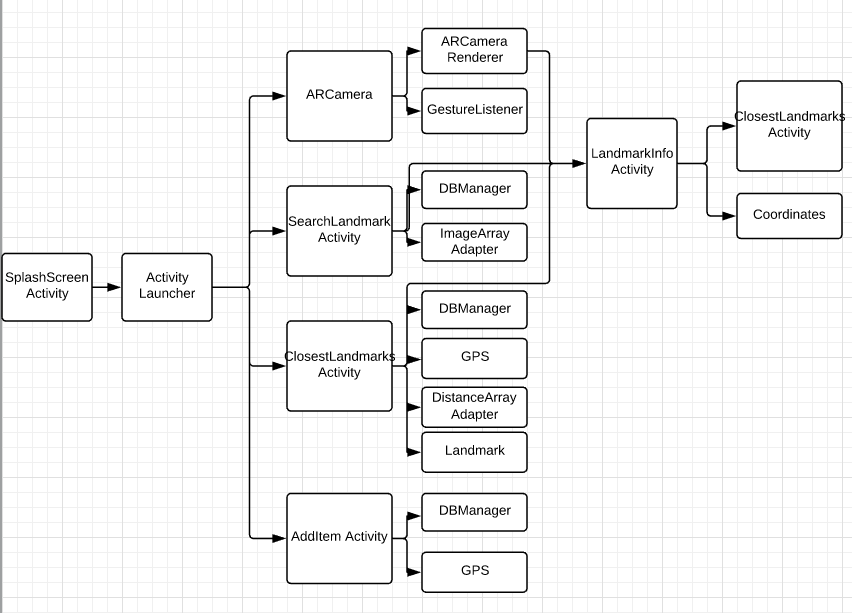 SplashScreen
Activity
Activity
Launcher
ARCamera
ARCamera
Renderer
GestureListener
SearchLandmark
Activity
DBManager
ImageArray
Adapter
ClosestLandmarks
Activity
DBManager
GPS
DistanceArray
Adapter
Landmark
AddItem Activity
DBManager
GPS
LandmarkInfo
Activity
ClosestLandmarks
Activity
Coordinates